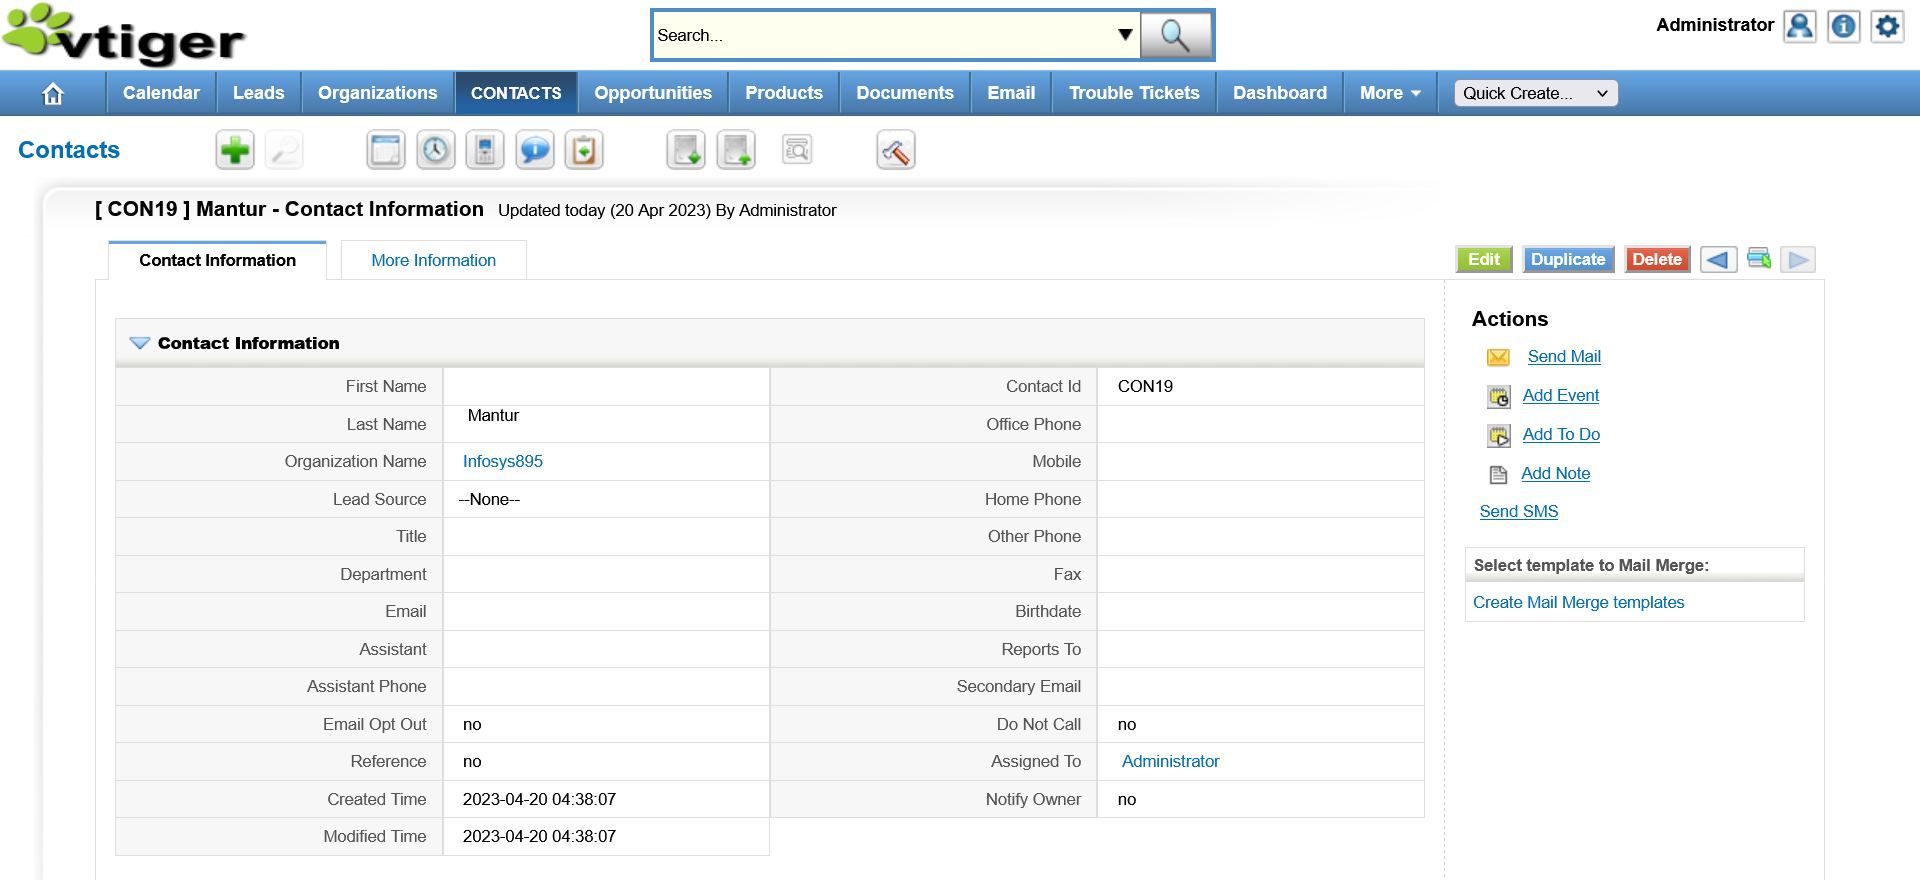 vtiger
Search...
Administrator
Calendar Leads Organizations CONTACTS Opportunities Products Documents Email Trouble Tickets Dashboard More Quick Create...
Contacts
[ CON19 ] Mantur - Contact Information Updated today (20 Apr 2023) By Administrator
Contact Information More Information Edit Duplicate Delete
Contact Information
First Name Contact Id CON19
Last Name Mantur Office Phone
Organization Name Infosys895 Mobile
Lead Source --None-- Home Phone
Title Other Phone
Department Fax
Email Birthdate
Assistant Reports To
Assistant Phone Secondary Email
Email Opt Out no Do Not Call no
Reference no Assigned To Administrator
Created Time 2023-04-20 04:38:07 Notify Owner no
Modified Time 2023-04-20 04:38:07
Actions
Send Mail
Add Event
Add To Do
Add Note
Send SMS
Select template to Mail Merge:
Create Mail Merge templates